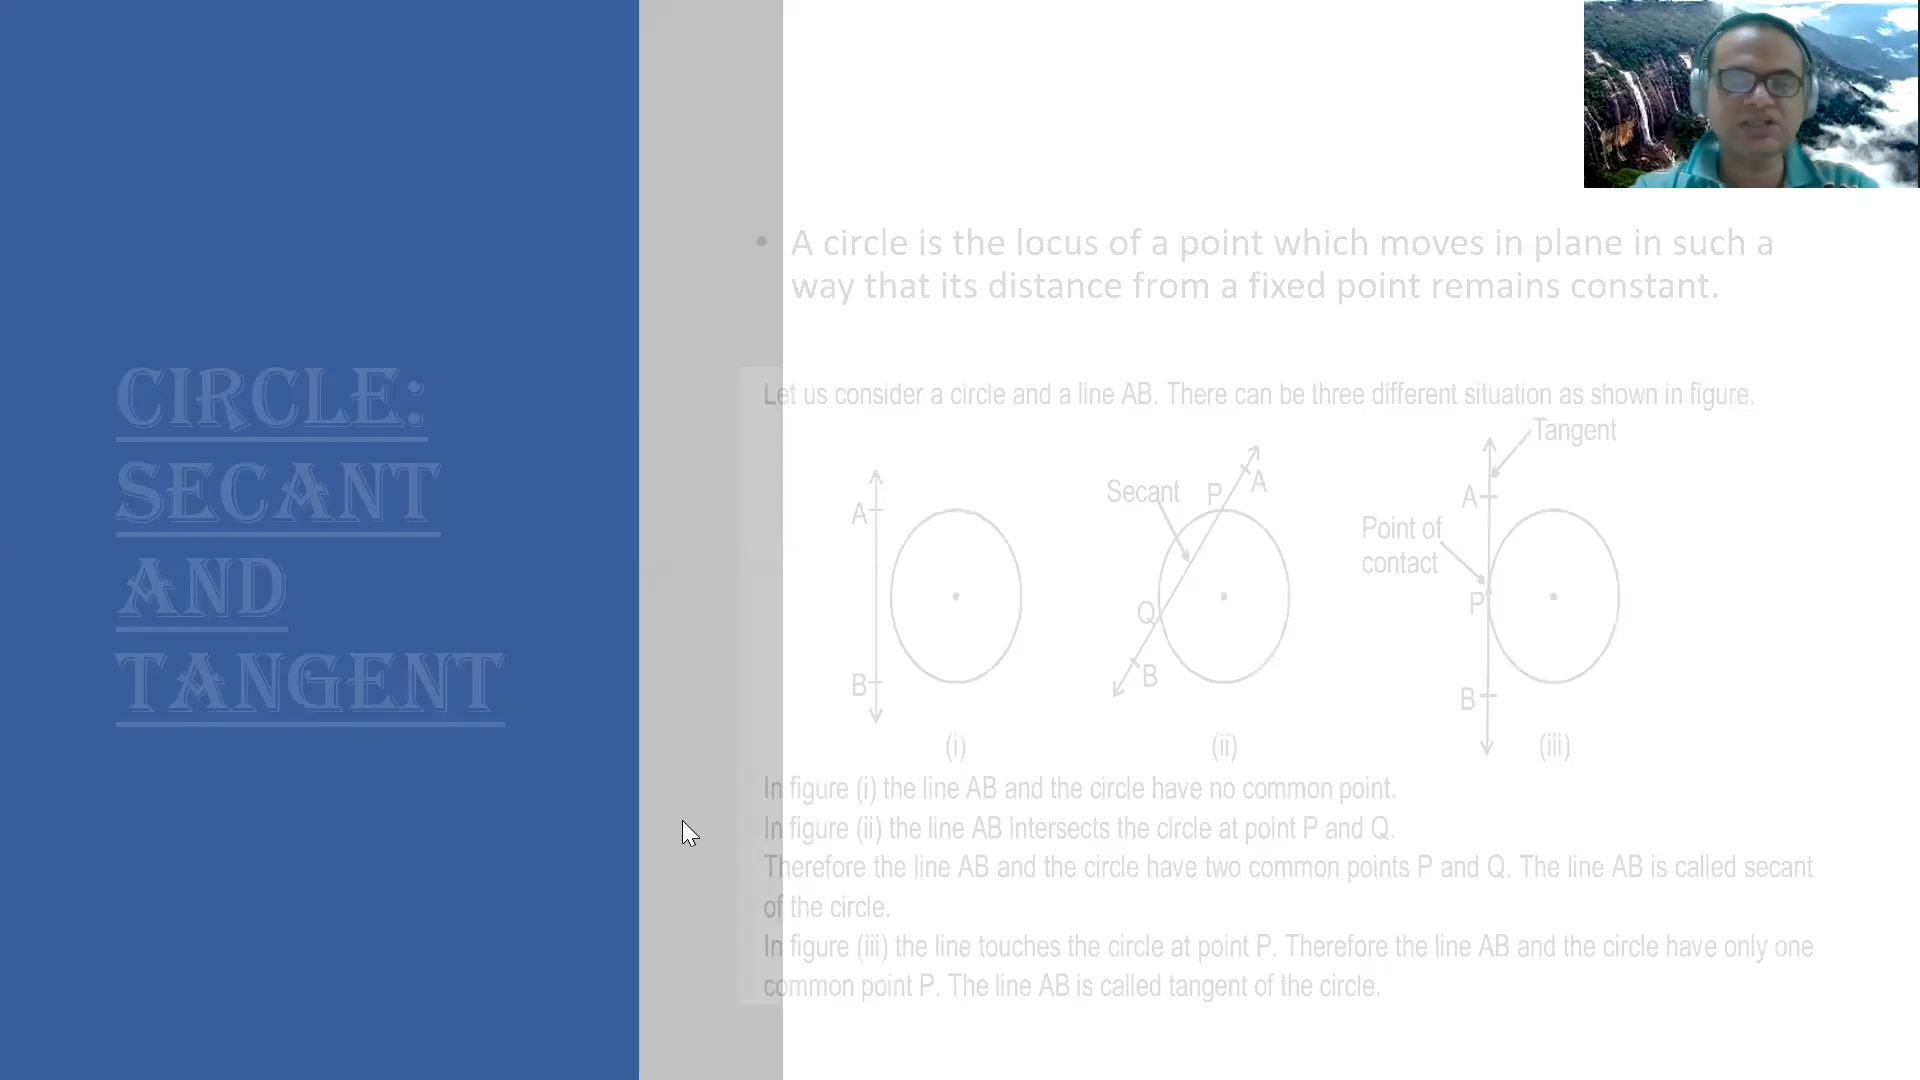 CIRCLE:
SECANT
AND
TANGENT
• A circle is the locus of a point which moves in plane in such a
way that its distance from a fixed point remains constant.
Let us consider a circle and a line AB. There can be three different situation as shown in figure.
Tangent
Secant
P
A
A
A
Point of
contact
Q
P
B
B
B
(i)
(ii)
(iii)
In figure (i) the line AB and the circle have no common point.
In figure (ii) the line AB intersects the circle at point P and Q.
Therefore the line AB and the circle have two common points P and Q. The line AB is called secant
of the circle.
In figure (iii) the line touches the circle at point P. Therefore the line AB and the circle have only one
common point P. The line AB is called tangent of the circle.